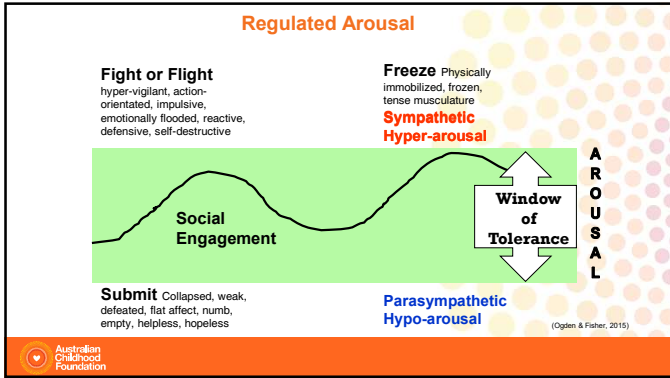 Regulated Arousal
Fight or Flight
hyper-vigilant, action-
orientated, impulsive,
emotionally flooded, reactive,
defensive, self-destructive
Freeze Physically
immobilized, frozen,
tense musculature
Sympathetic
Hyper-arousal
Social
Engagement
Window
of
Tolerance
A
R
O
U
S
A
L
Submit Collapsed, weak,
defeated, flat affect, numb,
empty, helpless, hopeless
Parasympathetic
Hypo-arousal
(Ogden & Fisher, 2015)
Australian
Childhood
Foundation